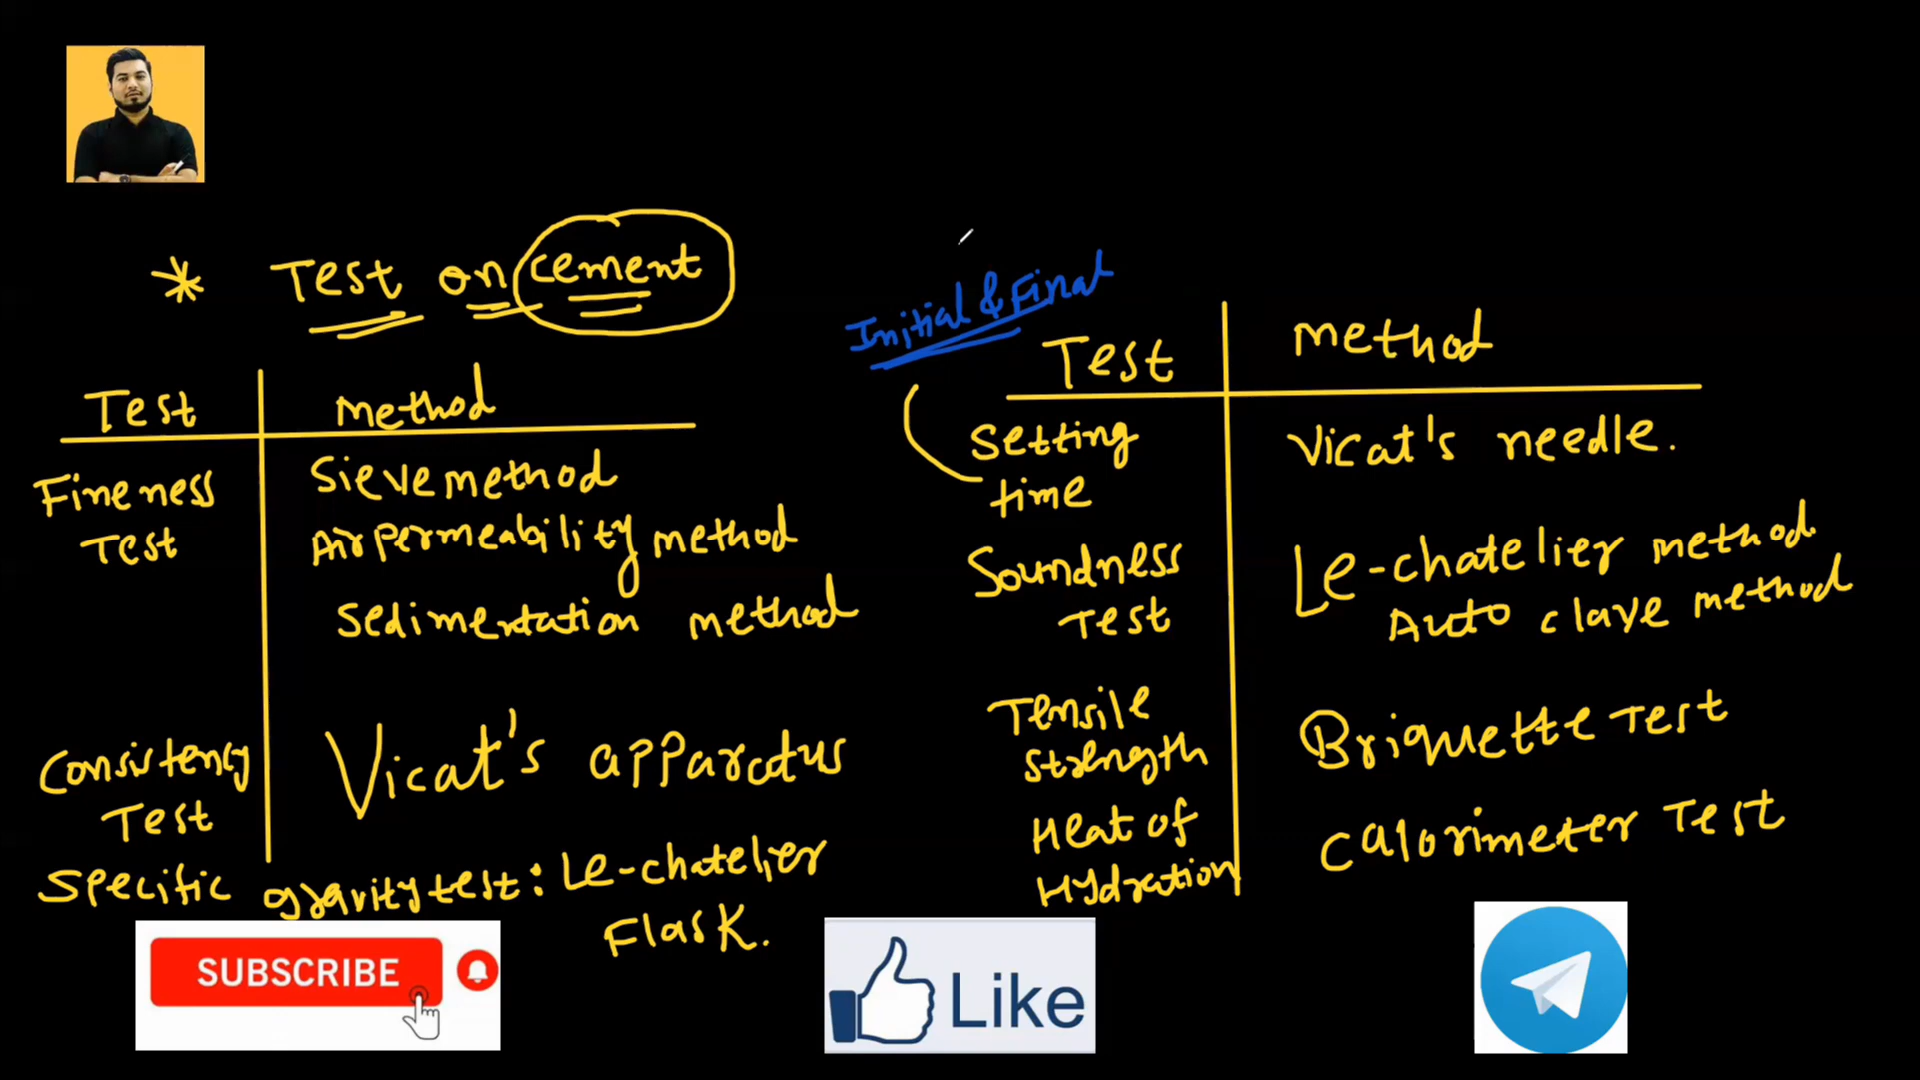 * Test on cement
Test | Method
Fineness Test | Sieve method
Air permeability method
Sedimentation method
Consistency Test | Vicat's apparatus
Specific gravity test: Le-chatelier
Flask.
Initial & Final
Test | Method
Setting time | Vicat's needle.
Soundness Test | Le-chatelier method
Auto clave method
Tensile strength | Briquette Test
Heat of Hydration | Calorimeter Test
SUBSCRIBE
Like